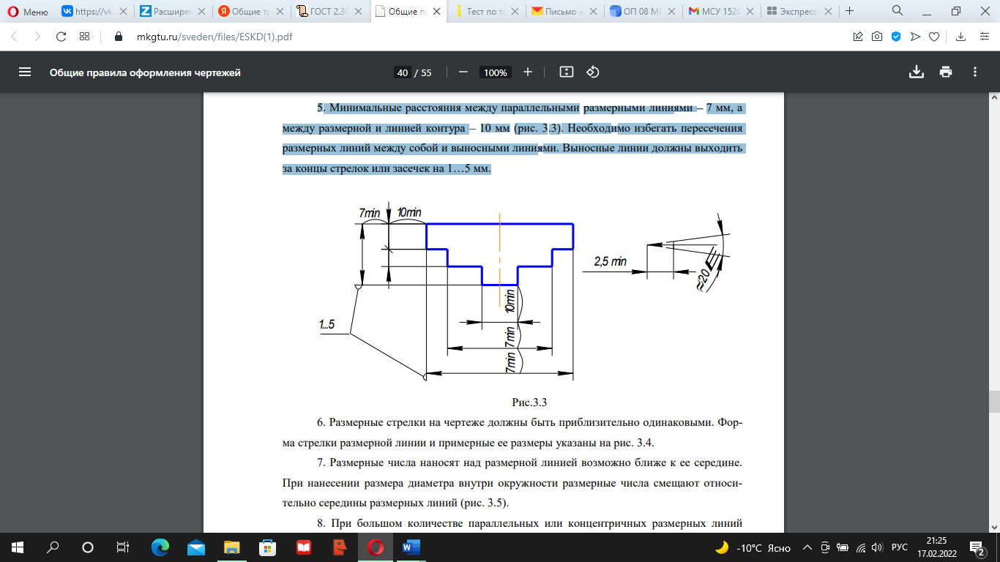 Меню
https://vk
Расширен
Общие тр
ГОСТ 2.30
Общие пр
Тест по те
Письмо «
ОП 08 МР
МСУ 1520
Экспресс
mkgtu.ru/sveden/files/ESKD(1).pdf
Общие правила оформления чертежей
40 / 55
100%
5. Минимальные расстояния между параллельными размерными линиями – 7 мм, а
между размерной и линией контура – 10 мм (рис. 3.3). Необходимо избегать пересечения
размерных линий между собой и выносными линиями. Выносные линии должны выходить
за концы стрелок или засечек на 1…5 мм.
7min
10min
2,5 min
≈20
10min
1...5
7min
7min
Рис.3.3
6. Размерные стрелки на чертеже должны быть приблизительно одинаковыми. Фор-
ма стрелки размерной линии и примерные ее размеры указаны на рис. 3.4.
7. Размерные числа наносят над размерной линией возможно ближе к ее середине.
При нанесении размера диаметра внутри окружности размерные числа смещают относи-
тельно середины размерных линий (рис. 3.5).
8. При большом количестве параллельных или концентричных размерных линий
-10°C Ясно
РУС
21:25
17.02.2022
2